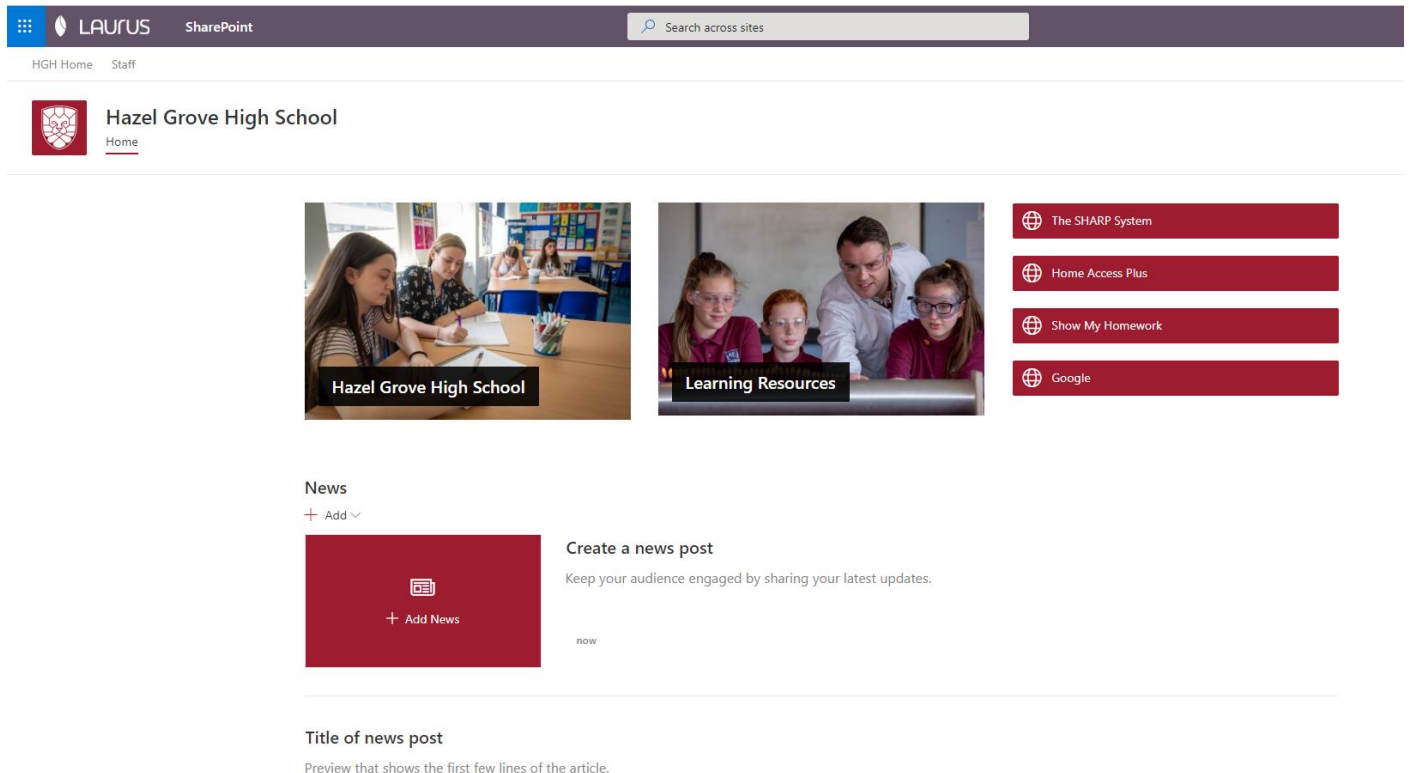 LAURUS SharePoint Search across sites
HGH Home Staff
Hazel Grove High School
Home
Hazel Grove High School
Learning Resources
The SHARP System
Home Access Plus
Show My Homework
Google
News
+ Add
+ Add News
Create a news post
Keep your audience engaged by sharing your latest updates.
now
Title of news post
Preview that shows the first few lines of the article.